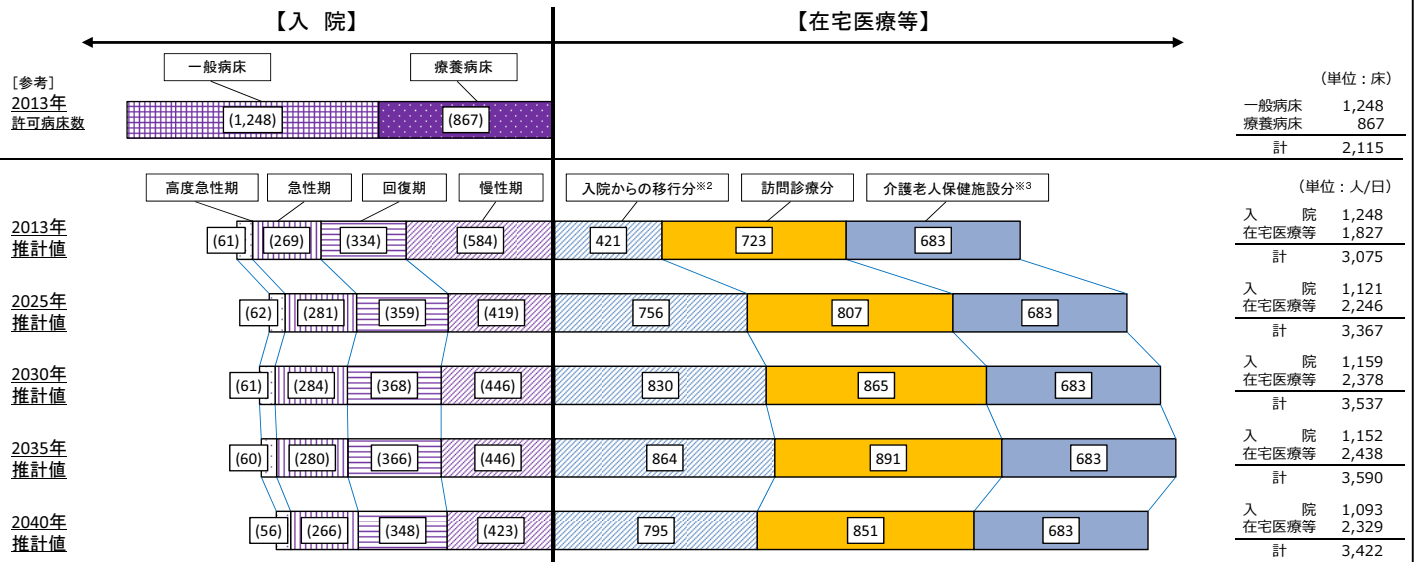 【入 院】
【在宅医療等】
一般病床
療養病床
[参考]
2013年
許可病床数
(1,248)
(867)
（単位：床）
一般病床 1,248
療養病床 867
計 2,115
高度急性期
急性期
回復期
慢性期
入院からの移行分※2
訪問診療分
介護老人保健施設分※3
（単位：人/日）
2013年
推計値
(61)
(269)
(334)
(584)
421
723
683
入 院 1,248
在宅医療等 1,827
計 3,075
2025年
推計値
(62)
(281)
(359)
(419)
756
807
683
入 院 1,121
在宅医療等 2,246
計 3,367
2030年
推計値
(61)
(284)
(368)
(446)
830
865
683
入 院 1,159
在宅医療等 2,378
計 3,537
2035年
推計値
(60)
(280)
(366)
(446)
864
891
683
入 院 1,152
在宅医療等 2,438
計 3,590
2040年
推計値
(56)
(266)
(348)
(423)
795
851
683
入 院 1,093
在宅医療等 2,329
計 3,422